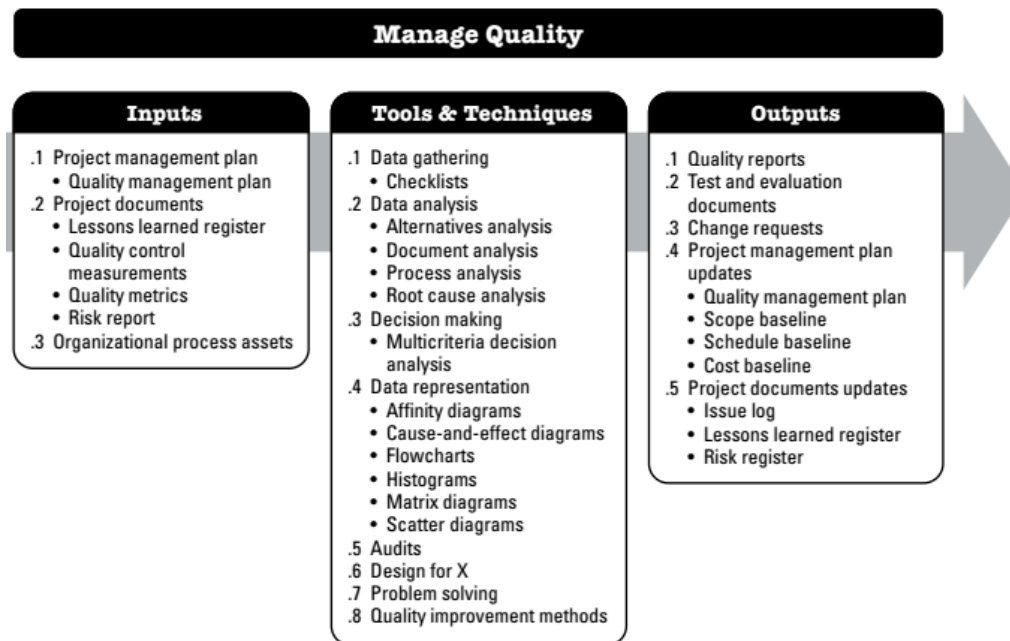 Manage Quality
Inputs
.1 Project management plan
• Quality management plan
.2 Project documents
• Lessons learned register
• Quality control
measurements
• Quality metrics
• Risk report
.3 Organizational process assets
Tools & Techniques
.1 Data gathering
• Checklists
.2 Data analysis
• Alternatives analysis
• Document analysis
• Process analysis
• Root cause analysis
.3 Decision making
• Multicriteria decision
analysis
.4 Data representation
• Affinity diagrams
• Cause-and-effect diagrams
• Flowcharts
• Histograms
• Matrix diagrams
• Scatter diagrams
.5 Audits
.6 Design for X
.7 Problem solving
.8 Quality improvement methods
Outputs
.1 Quality reports
.2 Test and evaluation
documents
.3 Change requests
.4 Project management plan
updates
• Quality management plan
• Scope baseline
• Schedule baseline
• Cost baseline
.5 Project documents updates
• Issue log
• Lessons learned register
• Risk register